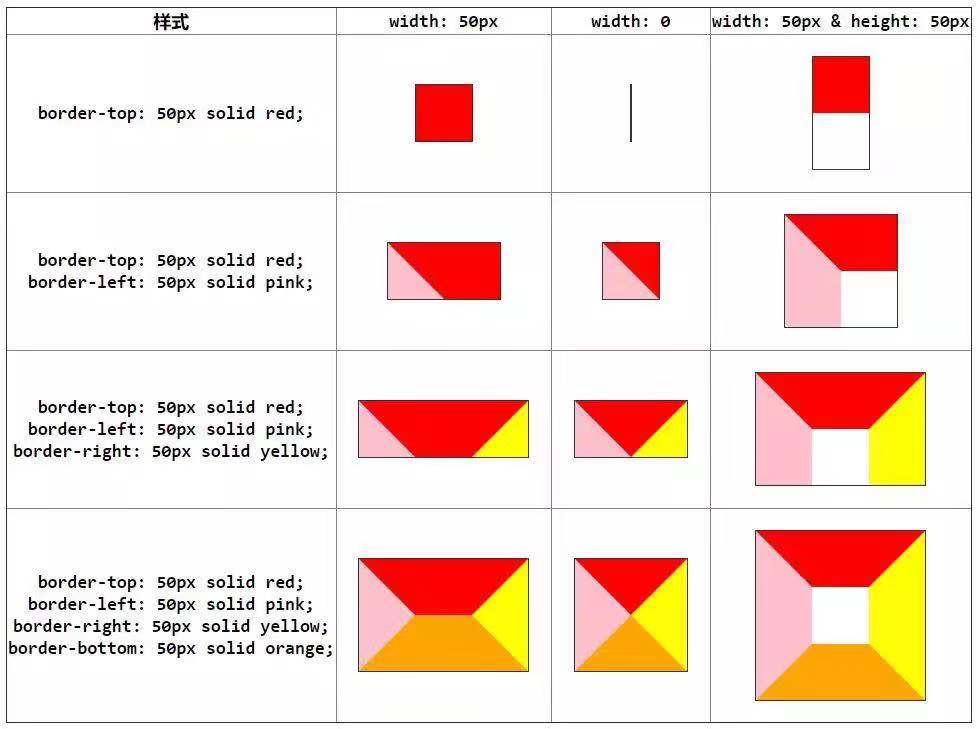 样式 width: 50px width: 0 width: 50px & height: 50px
border-top: 50px solid red;
border-top: 50px solid red;
border-left: 50px solid pink;
border-top: 50px solid red;
border-left: 50px solid pink;
border-right: 50px solid yellow;
border-top: 50px solid red;
border-left: 50px solid pink;
border-right: 50px solid yellow;
border-bottom: 50px solid orange;